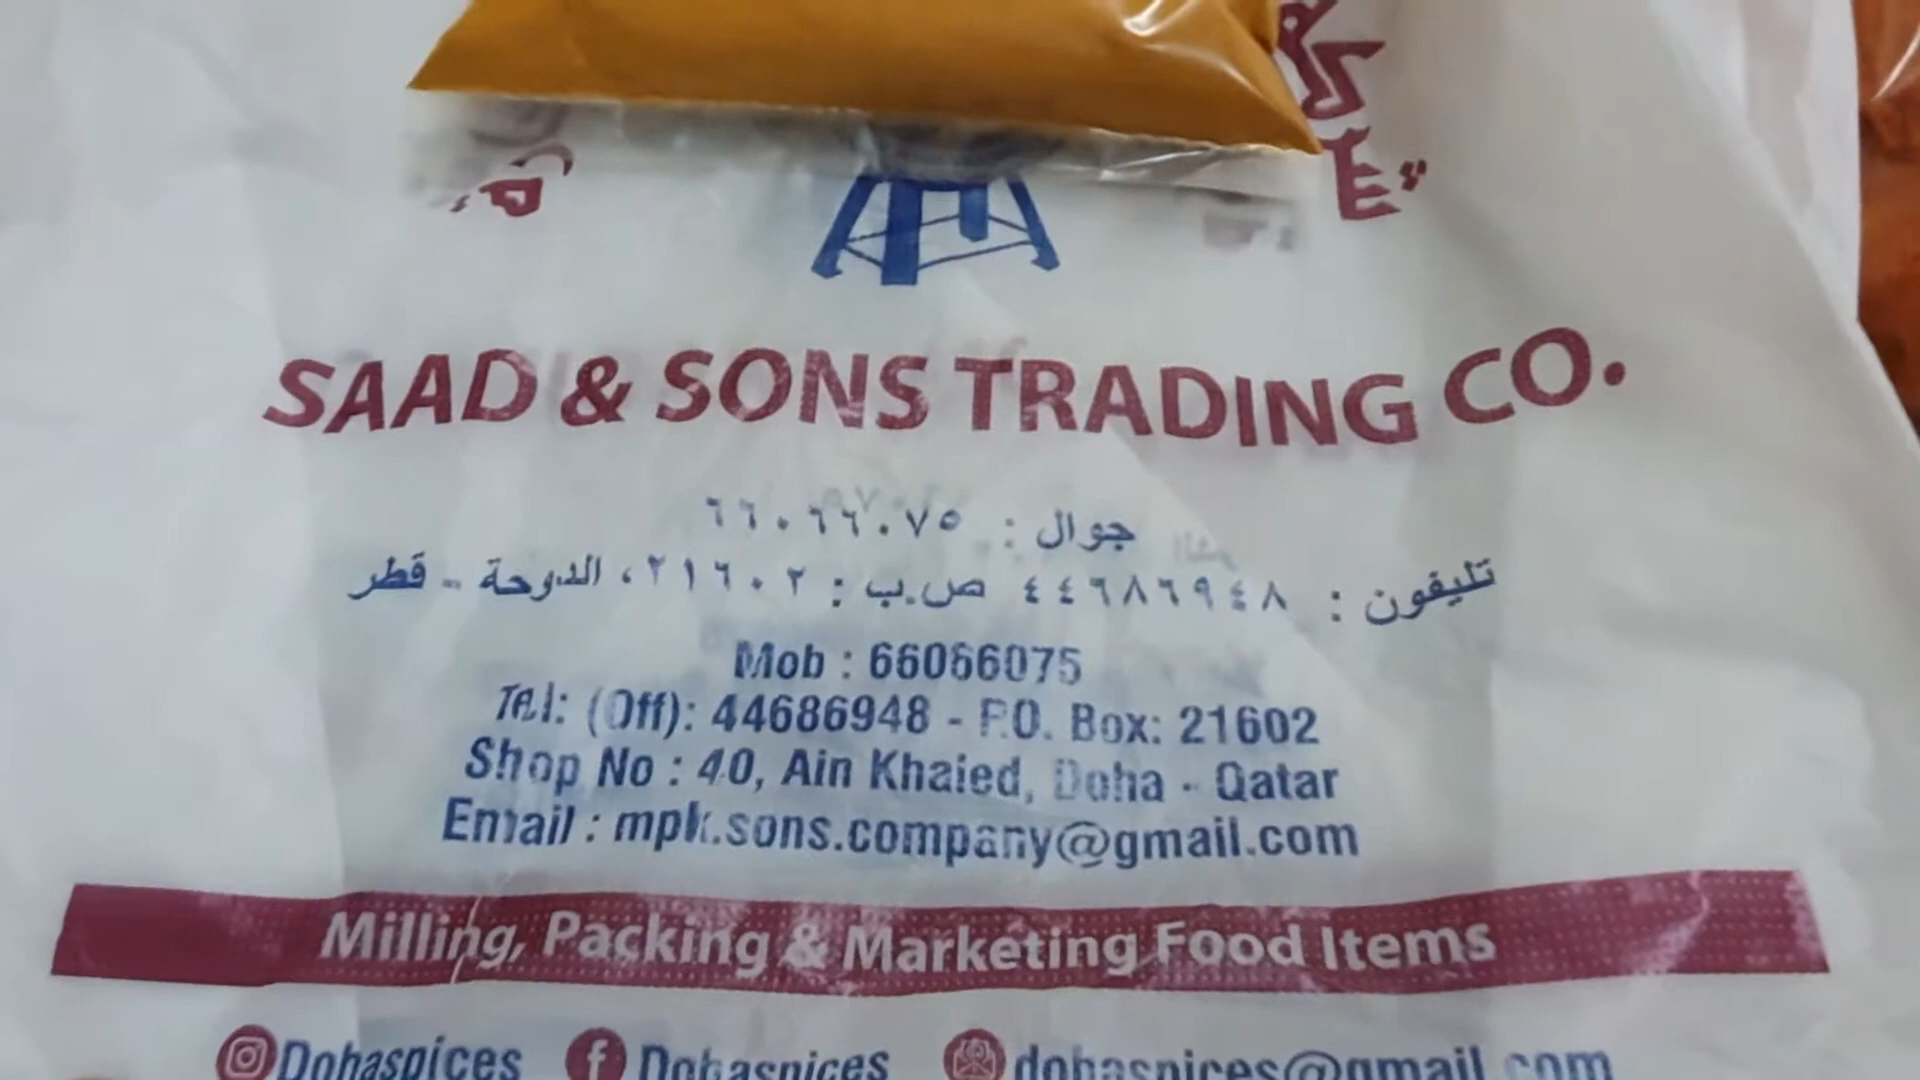 SAAD & SONS TRADING CO.
جوال : ٦٦٠٦٦٠٧٥
تليفون : ٤٤٦٨٦٩٤٨ ص.ب : ٢١٦٠٢، الدوحة - قطر
Mob : 66066075
Tel: (Off): 44686948 - P.O. Box: 21602
Shop No : 40, Ain Khaled, Doha - Qatar
Email : mpk.sons.company@gmail.com
Milling, Packing & Marketing Food Items
Dohaspices Dohaspices dohaspices@gmail.com